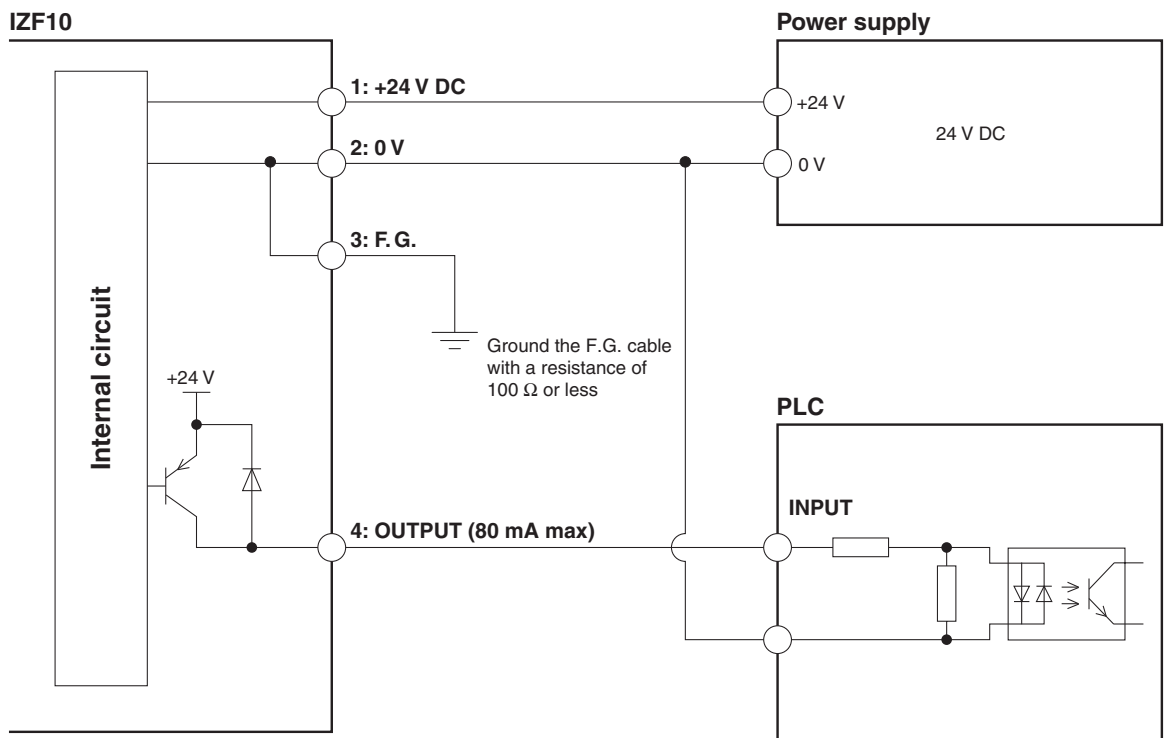 IZF10
Power supply
1: +24 V DC
+24 V
24 V DC
2: 0 V
0 V
3: F. G.
Internal circuit
Ground the F.G. cable
with a resistance of
100 Ω or less
+24 V
PLC
INPUT
4: OUTPUT (80 mA max)